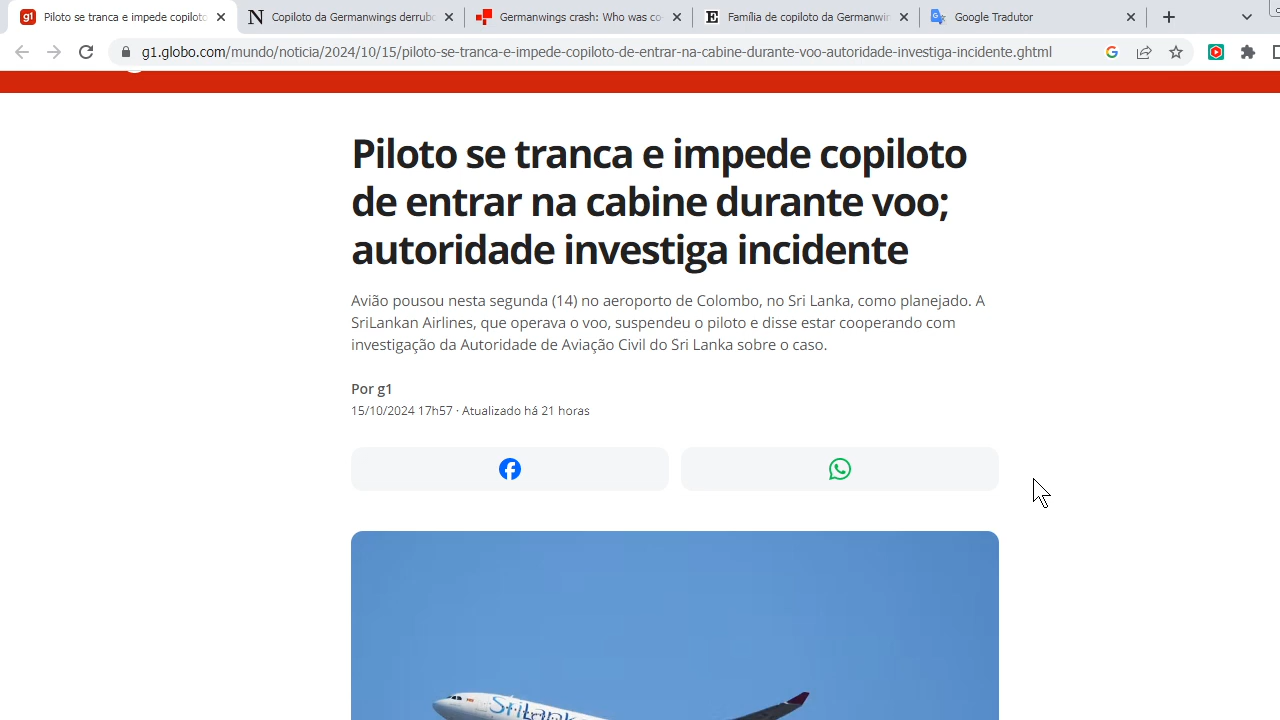 g1 Piloto se tranca e impede copiloto
N Copiloto da Germanwings derrub
Germanwings crash: Who was co-
E Família de copiloto da Germanwin
Google Tradutor
g1.globo.com/mundo/noticia/2024/10/15/piloto-se-tranca-e-impede-copiloto-de-entrar-na-cabine-durante-voo-autoridade-investiga-incidente.ghtml
Piloto se tranca e impede copiloto
de entrar na cabine durante voo;
autoridade investiga incidente
Avião pousou nesta segunda (14) no aeroporto de Colombo, no Sri Lanka, como planejado. A
SriLankan Airlines, que operava o voo, suspendeu o piloto e disse estar cooperando com
investigação da Autoridade de Aviação Civil do Sri Lanka sobre o caso.
Por g1
15/10/2024 17h57 · Atualizado há 21 horas
SriLanka